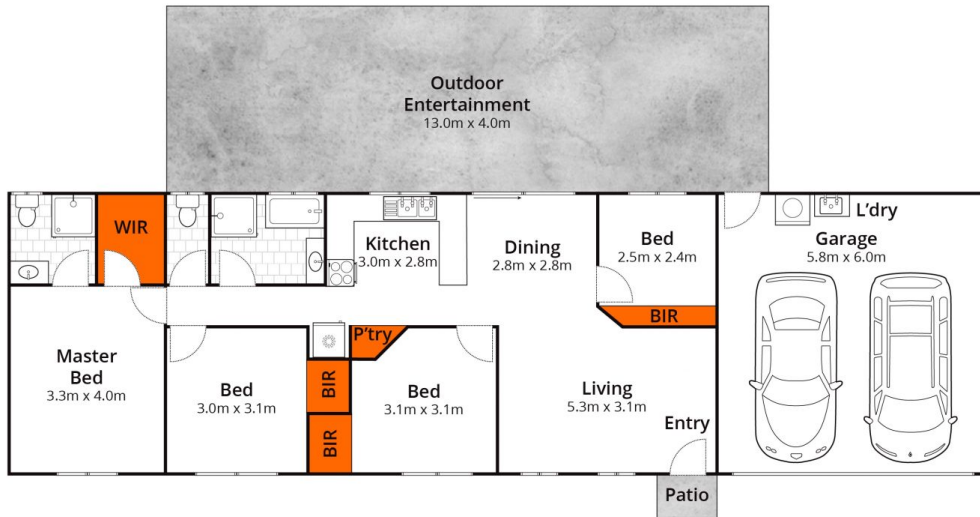 Outdoor
Entertainment
13.0m x 4.0m
WIR
Kitchen
3.0m x 2.8m
Dining
2.8m x 2.8m
Bed
2.5m x 2.4m
L'dry
Garage
5.8m x 6.0m
BIR
P'try
Master
Bed
3.3m x 4.0m
Bed
3.0m x 3.1m
BIR
BIR
Bed
3.1m x 3.1m
Living
5.3m x 3.1m
Entry
Patio